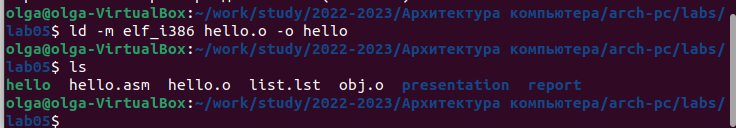 olga@olga-VirtualBox:~/work/study/2022-2023/Архитектура компьютера/arch-pc/labs/
lab05$ ld -m elf_i386 hello.o -o hello
olga@olga-VirtualBox:~/work/study/2022-2023/Архитектура компьютера/arch-pc/labs/
lab05$ ls
hello  hello.asm  hello.o  list.lst  obj.o  presentation  report
olga@olga-VirtualBox:~/work/study/2022-2023/Архитектура компьютера/arch-pc/labs/
lab05$